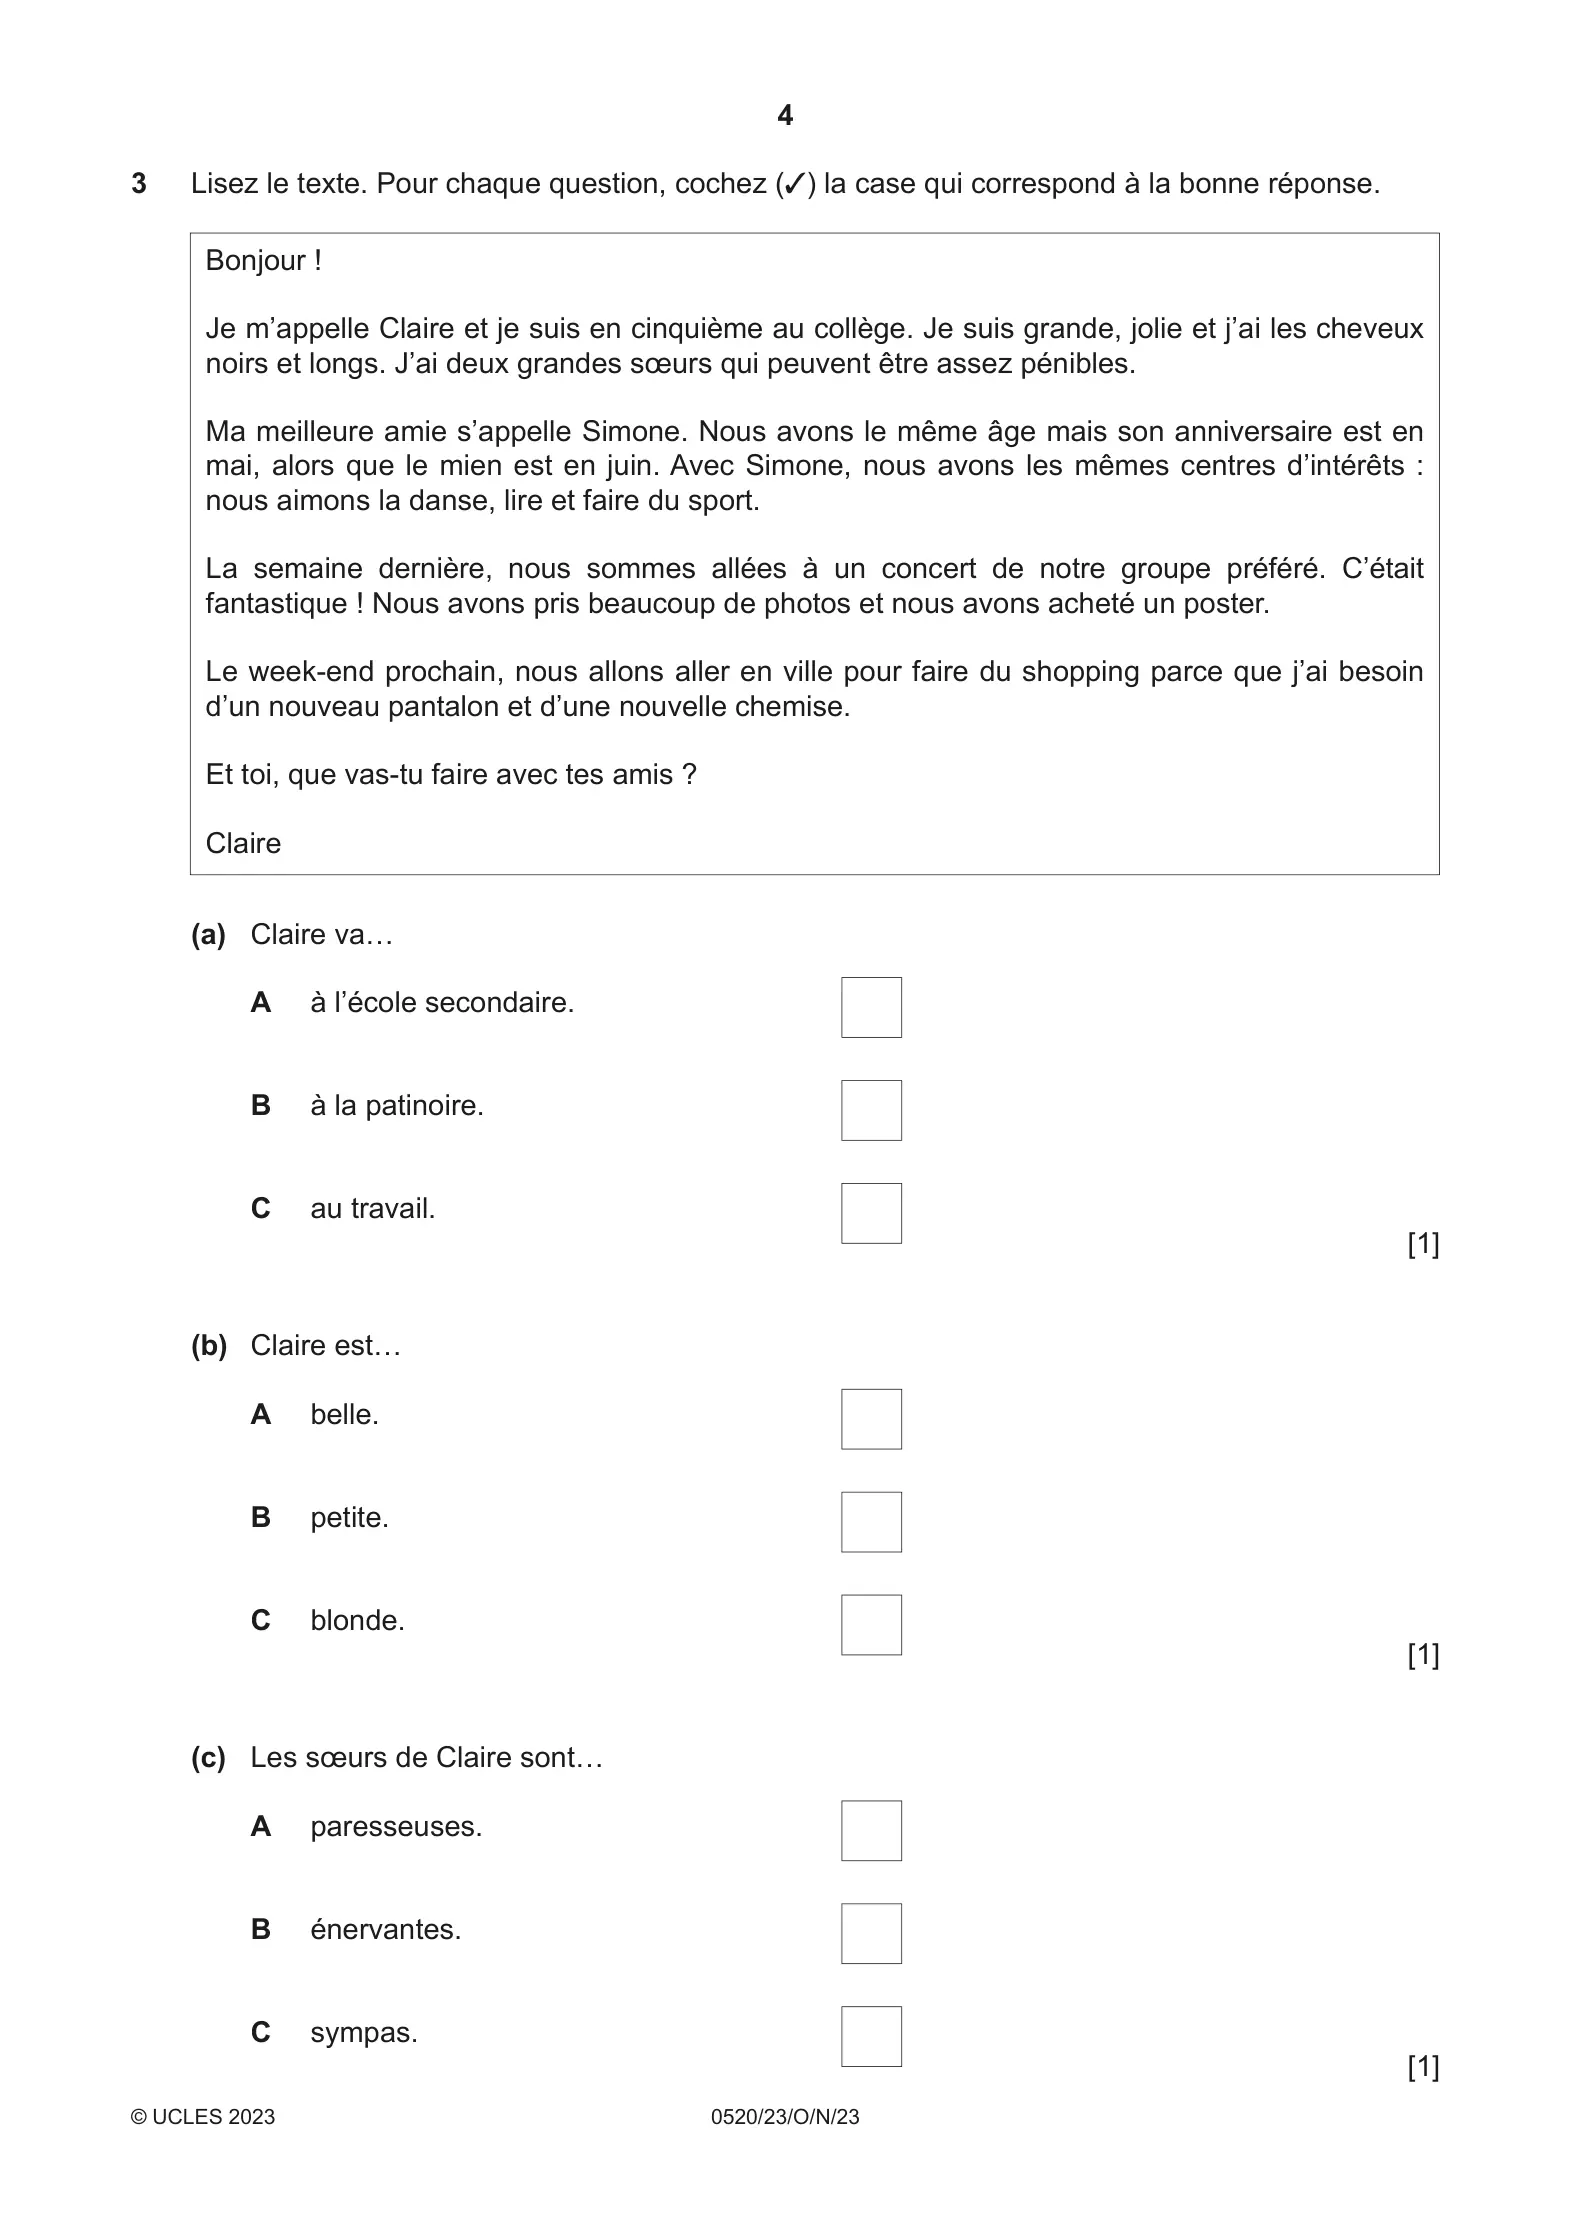 4
3 Lisez le texte. Pour chaque question, cochez (✓) la case qui correspond à la bonne réponse.
Bonjour !
Je m’appelle Claire et je suis en cinquième au collège. Je suis grande, jolie et j’ai les cheveux
noirs et longs. J’ai deux grandes sœurs qui peuvent être assez pénibles.
Ma meilleure amie s’appelle Simone. Nous avons le même âge mais son anniversaire est en
mai, alors que le mien est en juin. Avec Simone, nous avons les mêmes centres d’intérêts :
nous aimons la danse, lire et faire du sport.
La semaine dernière, nous sommes allées à un concert de notre groupe préféré. C’était
fantastique ! Nous avons pris beaucoup de photos et nous avons acheté un poster.
Le week-end prochain, nous allons aller en ville pour faire du shopping parce que j’ai besoin
d’un nouveau pantalon et d’une nouvelle chemise.
Et toi, que vas-tu faire avec tes amis ?
Claire
(a) Claire va…
A à l’école secondaire.
B à la patinoire.
C au travail.
[1]
(b) Claire est…
A belle.
B petite.
C blonde.
[1]
(c) Les sœurs de Claire sont…
A paresseuses.
B énervantes.
C sympas.
[1]
© UCLES 2023 0520/23/O/N/23